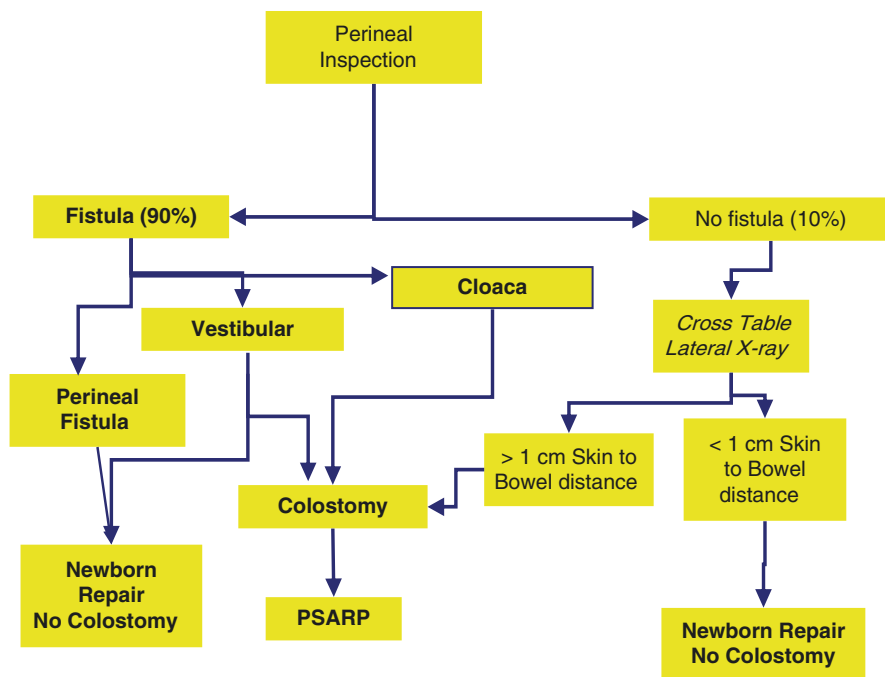 Perineal
Inspection
Fistula (90%)
No fistula (10%)
Cloaca
Vestibular
Cross Table
Lateral X-ray
Perineal
Fistula
> 1 cm Skin to
Bowel distance
< 1 cm Skin
to Bowel
distance
Colostomy
Newborn
Repair
No Colostomy
PSARP
Newborn Repair
No Colostomy